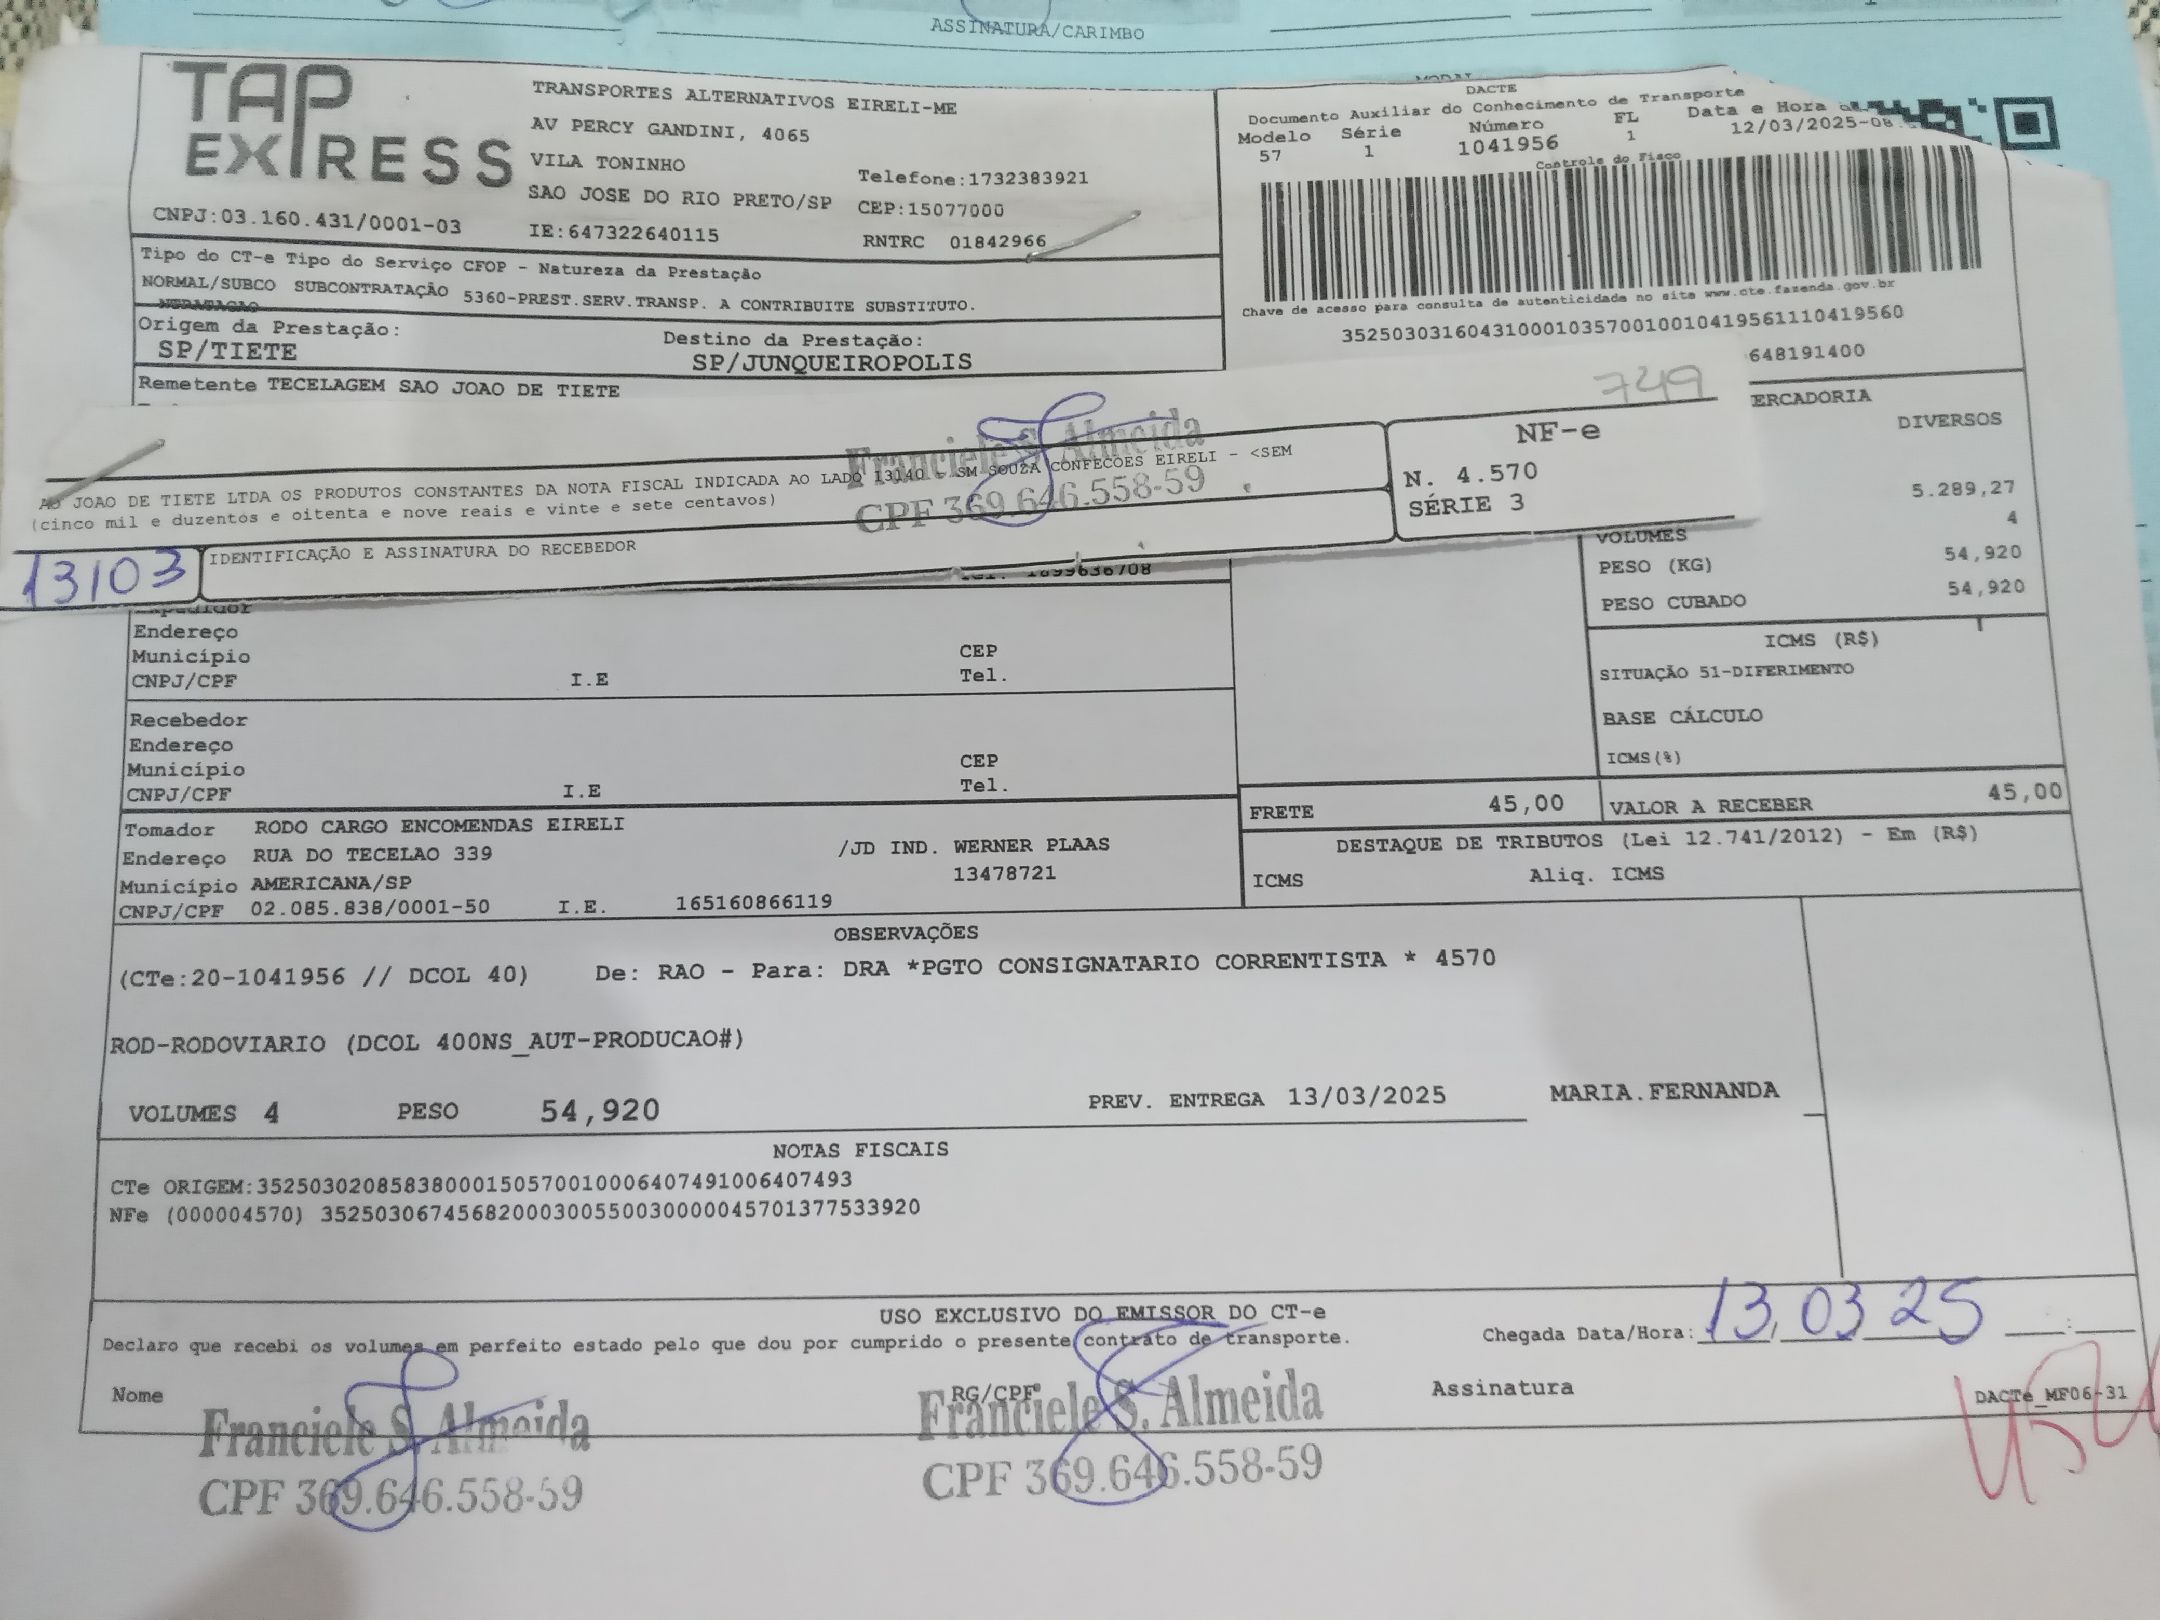 ASSINATURA/CARIMBO
TAP EXPRESS
TRANSPORTES ALTERNATIVOS EIRELI-ME
AV PERCY GANDINI, 4065
VILA TONINHO
Telefone:1732383921
SAO JOSE DO RIO PRETO/SP CEP:15077000
CNPJ:03.160.431/0001-03 IE:647322640115 RNTRC 01842966
DACTE
Documento Auxiliar do Conhecimento de Transporte
Modelo Série Número FL Data e Hora
57 1 1041956 1 12/03/2025-08
Controle do Fisco
Chave de acesso para consulta de autenticidade no site www.cte.fazenda.gov.br
35250303160431000103570010010419561110419560
648191400
Tipo do CT-e Tipo do Serviço CFOP - Natureza da Prestação
NORMAL/SUBCO SUBCONTRATAÇÃO 5360-PREST.SERV.TRANSP. A CONTRIBUITE SUBSTITUTO.
Origem da Prestação: Destino da Prestação:
SP/TIETE SP/JUNQUEIROPOLIS
Remetente TECELAGEM SAO JOAO DE TIETE
749
ERCADORIA
DIVERSOS
Franciele S. Almeida
CPF 369.646.558-59
JOAO DE TIETE LTDA OS PRODUTOS CONSTANTES DA NOTA FISCAL INDICADA AO LADO 13140 - SM SOUZA CONFECOES EIRELI - <SEM
(cinco mil e duzentos e oitenta e nove reais e vinte e sete centavos)
NF-e
N. 4.570
SÉRIE 3
13/03
IDENTIFICAÇÃO E ASSINATURA DO RECEBEDOR
5.289,27
VOLUMES 4
PESO (KG) 54,920
PESO CUBADO 54,920
Endereço
Município CEP
CNPJ/CPF I.E Tel.
Recebedor
Endereço
Município CEP
CNPJ/CPF I.E Tel.
ICMS (R$)
SITUAÇÃO 51-DIFERIMENTO
BASE CÁLCULO
ICMS(%)
FRETE 45,00 VALOR A RECEBER 45,00
Tomador RODO CARGO ENCOMENDAS EIRELI
Endereço RUA DO TECELAO 339 /JD IND. WERNER PLAAS
Município AMERICANA/SP 13478721
CNPJ/CPF 02.085.838/0001-50 I.E. 165160866119
DESTAQUE DE TRIBUTOS (Lei 12.741/2012) - Em (R$)
ICMS Aliq. ICMS
OBSERVAÇÕES
(CTe:20-1041956 // DCOL 40) De: RAO - Para: DRA *PGTO CONSIGNATARIO CORRENTISTA * 4570
ROD-RODOVIARIO (DCOL 400NS_AUT-PRODUCAO#)
VOLUMES 4 PESO 54,920 PREV. ENTREGA 13/03/2025 MARIA.FERNANDA
NOTAS FISCAIS
CTe ORIGEM:35250302085838000150570010006407491006407493
NFe (000004570) 35250306745682000300550030000045701377533920
USO EXCLUSIVO DO EMISSOR DO CT-e
Declaro que recebi os volumes em perfeito estado pelo que dou por cumprido o presente contrato de transporte.
Chegada Data/Hora: 13, 03 25
Nome RG/CPF Assinatura
DACTe_MF06-31
Franciele S. Almeida
CPF 369.646.558-59
Franciele S. Almeida
CPF 369.646.558-59